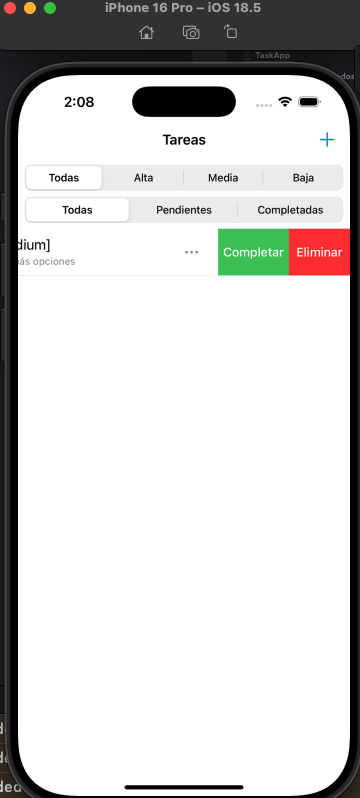 iPhone 16 Pro – iOS 18.5
TaskApp
2:08
Tareas
Todas Alta Media Baja
Todas Pendientes Completadas
dium]
más opciones
Completar Eliminar